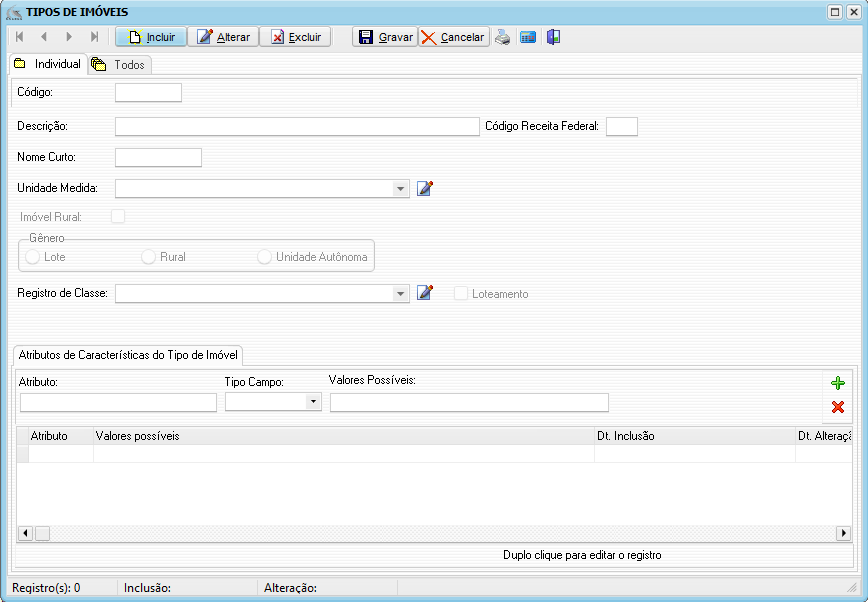 TIPOS DE IMÓVEIS
Incluir Alterar Excluir Gravar Cancelar
Individual Todos
Código:
Descrição: Código Receita Federal:
Nome Curto:
Unidade Medida:
Imóvel Rural:
Gênero
Lote Rural Unidade Autônoma
Registro de Classe: Loteamento
Atributos de Características do Tipo de Imóvel
Atributo: Tipo Campo: Valores Possíveis:
Atributo Valores possíveis Dt. Inclusão Dt. Alteraçã
Duplo clique para editar o registro
Registro(s): 0 Inclusão: Alteração: